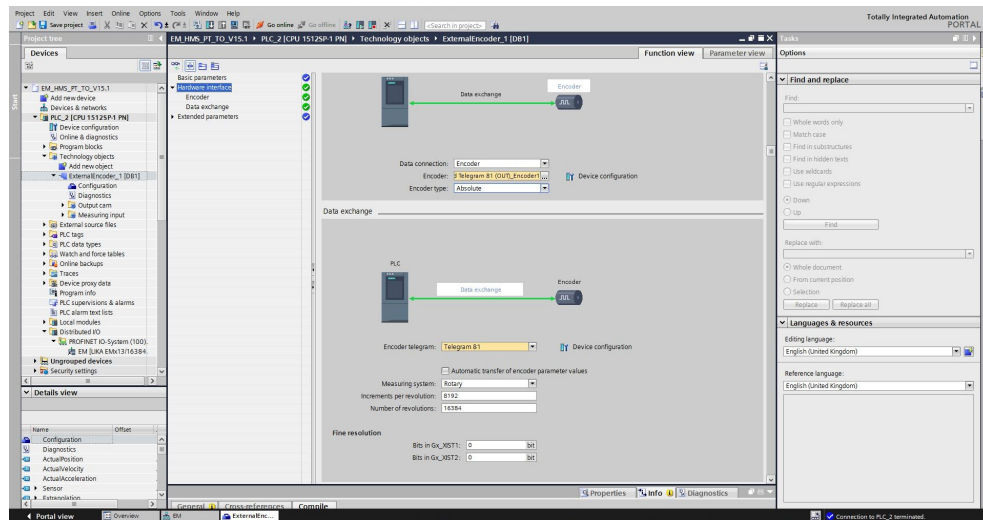 Project Edit View Insert Online Options Tools Window Help
Totally Integrated Automation
PORTAL
Save project Go online Go offline <Search in project>
Project tree
EM_HMS_PT_TO_V15.1 ▸ PLC_2 [CPU 1512SP-1 PN] ▸ Technology objects ▸ ExternalEncoder_1 [DB1]
Tasks
Devices
Function view Parameter view
Options
Start
EM_HMS_PT_TO_V15.1
Add new device
Devices & networks
PLC_2 [CPU 1512SP-1 PN]
Device configuration
Online & diagnostics
Program blocks
Technology objects
Add new object
ExternalEncoder_1 [DB1]
Configuration
Diagnostics
Output cam
Measuring input
External source files
PLC tags
PLC data types
Watch and force tables
Online backups
Traces
Device proxy data
Program info
PLC supervisions & alarms
PLC alarm text lists
Local modules
Distributed I/O
PROFINET IO-System (100)
EM [LIKA EMx13/16384
Ungrouped devices
Security settings
Details view
Name Offset
Configuration
Diagnostics
ActualPosition
ActualVelocity
ActualAcceleration
Sensor
Extrapolation
Basic parameters
Hardware interface
Encoder
Data exchange
Extended parameters
Data exchange
Encoder
Data connection: Encoder
Encoder: Telegram 81 (OUT)_Encoder1 ... Device configuration
Encoder type: Absolute
Data exchange
PLC
Data exchange
Encoder
Encoder telegram: Telegram 81 Device configuration
Automatic transfer of encoder parameter values
Measuring system: Rotary
Increments per revolution: 8192
Number of revolutions: 16384
Fine resolution
Bits in Gx_XIST1: 0 bit
Bits in Gx_XIST2: 0 bit
Properties Info Diagnostics
General Cross-references Compile
Find and replace
Find:
Whole words only
Match case
Find in substructures
Find in hidden texts
Use wildcards
Use regular expressions
Down
Up
Find
Replace with:
Whole document
From current position
Selection
Replace Replace all
Languages & resources
Editing language:
English (United Kingdom)
Reference language:
English (United Kingdom)
Portal view Overview EM ExternalEnc...
Connection to PLC_2 terminated.